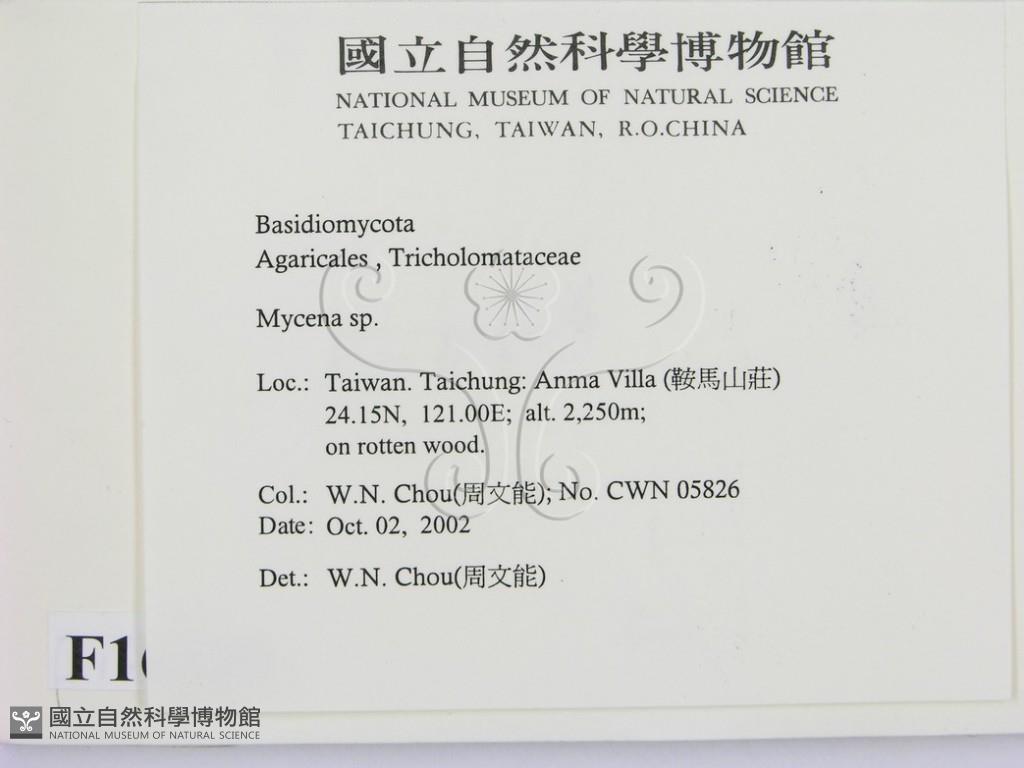 國立自然科學博物館
NATIONAL MUSEUM OF NATURAL SCIENCE
TAICHUNG, TAIWAN, R.O.CHINA
Basidiomycota
Agaricales , Tricholomataceae
Mycena sp.
Loc.: Taiwan. Taichung: Anma Villa (鞍馬山莊)
24.15N, 121.00E; alt. 2,250m;
on rotten wood.
Col.: W.N. Chou(周文能); No. CWN 05826
Date: Oct. 02, 2002
Det.: W.N. Chou(周文能)
國立自然科學博物館
NATIONAL MUSEUM OF NATURAL SCIENCE